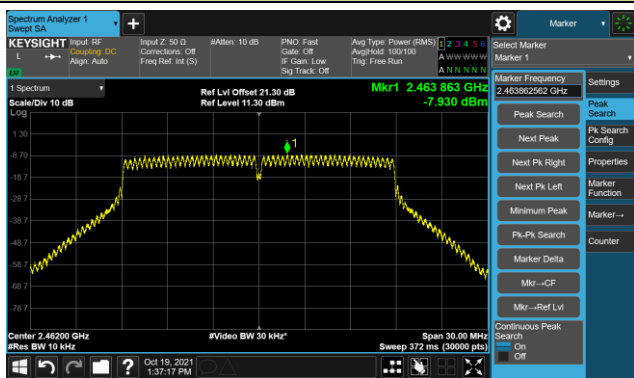 Spectrum Analyzer 1
Swept SA
Marker
KEYSIGHT
L
Input: RF
Coupling: DC
Align: Auto
Input Z: 50 Ω
Corrections: Off
Freq Ref: Int (S)
#Atten: 10 dB
PNO: Fast
Gate: Off
IF Gain: Low
Sig Track: Off
Avg Type: Power (RMS)
Avg|Hold: 100/100
Trig: Free Run
1 2 3 4 5 6
A W W W W W
A N N N N N
Select Marker
Marker 1
1 Spectrum
Scale/Div 10 dB
Log
Ref Lvl Offset 21.30 dB
Ref Level 11.30 dBm
Mkr1 2.463 863 GHz
-7.930 dBm
1
1.30
-8.70
-18.7
-28.7
-38.7
-48.7
-58.7
-68.7
-78.7
Center 2.46200 GHz
#Res BW 10 kHz
#Video BW 30 kHz*
Span 30.00 MHz
Sweep 372 ms (30000 pts)
Marker Frequency
2.463862562 GHz
Peak Search
Next Peak
Next Pk Right
Next Pk Left
Minimum Peak
Pk-Pk Search
Marker Delta
Mkr→CF
Mkr→Ref Lvl
Continuous Peak
Search
On
Off
Settings
Peak
Search
Pk Search
Config
Properties
Marker
Function
Marker→
Counter
?
Oct 19, 2021
1:37:17 PM